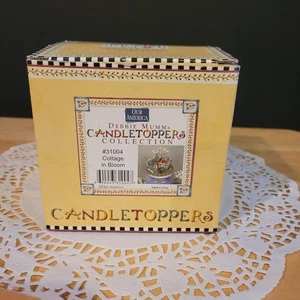 OUR
AMERICA
DEBBIE MUMM
CANDLETOPPERS
COLLECTION
#31004
Cottage
in Bloom
CANDLETOPPERS